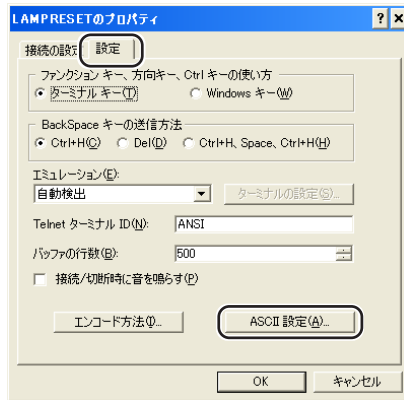 LAMPRESETのプロパティ
接続の設定 設定
ファンクション キー、方向キー、Ctrl キーの使い方
ターミナル キー(T) Windows キー(W)
BackSpace キーの送信方法
Ctrl+H(C) Del(D) Ctrl+H、Space、Ctrl+H(H)
エミュレーション(E):
自動検出 ターミナルの設定(S)...
Telnet ターミナル ID(N): ANSI
バッファの行数(B): 500
接続/切断時に音を鳴らす(P)
エンコード方法(I)... ASCII 設定(A)...
OK キャンセル